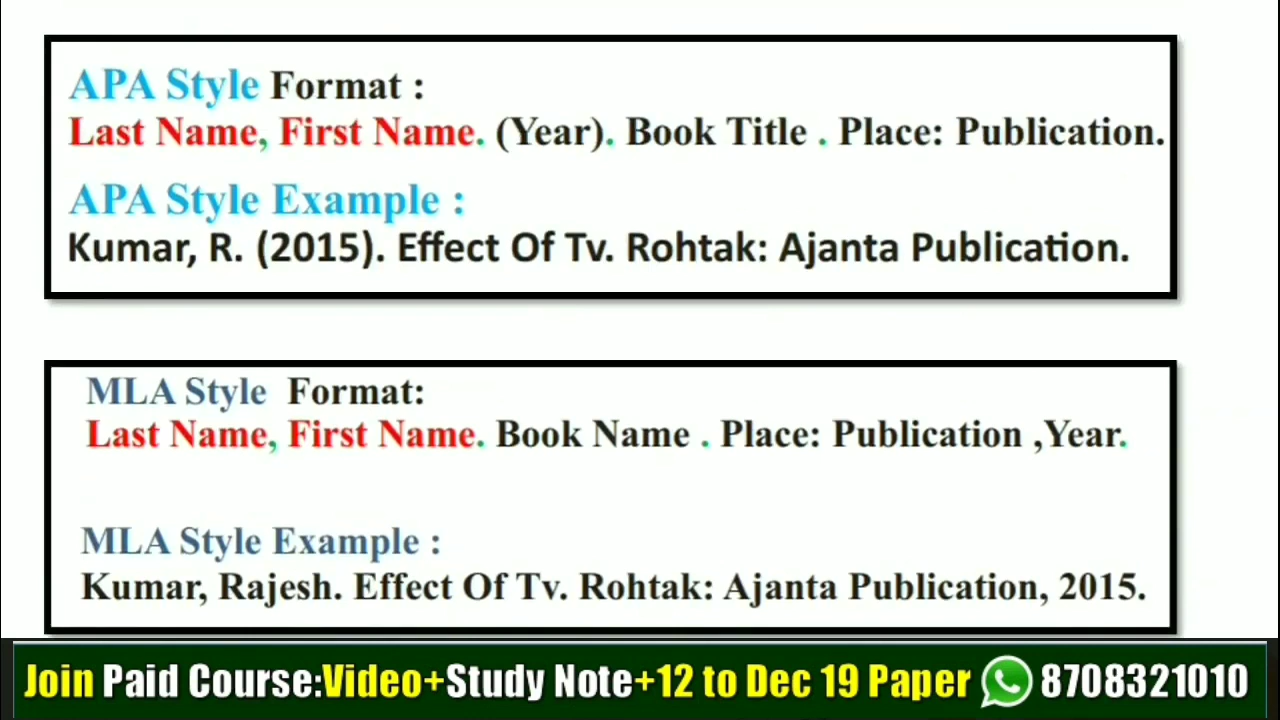 APA Style Format :
Last Name, First Name. (Year). Book Title . Place: Publication.
APA Style Example :
Kumar, R. (2015). Effect Of Tv. Rohtak: Ajanta Publication.
MLA Style Format:
Last Name, First Name. Book Name . Place: Publication ,Year.
MLA Style Example :
Kumar, Rajesh. Effect Of Tv. Rohtak: Ajanta Publication, 2015.
Join Paid Course:Video+Study Note+12 to Dec 19 Paper 8708321010